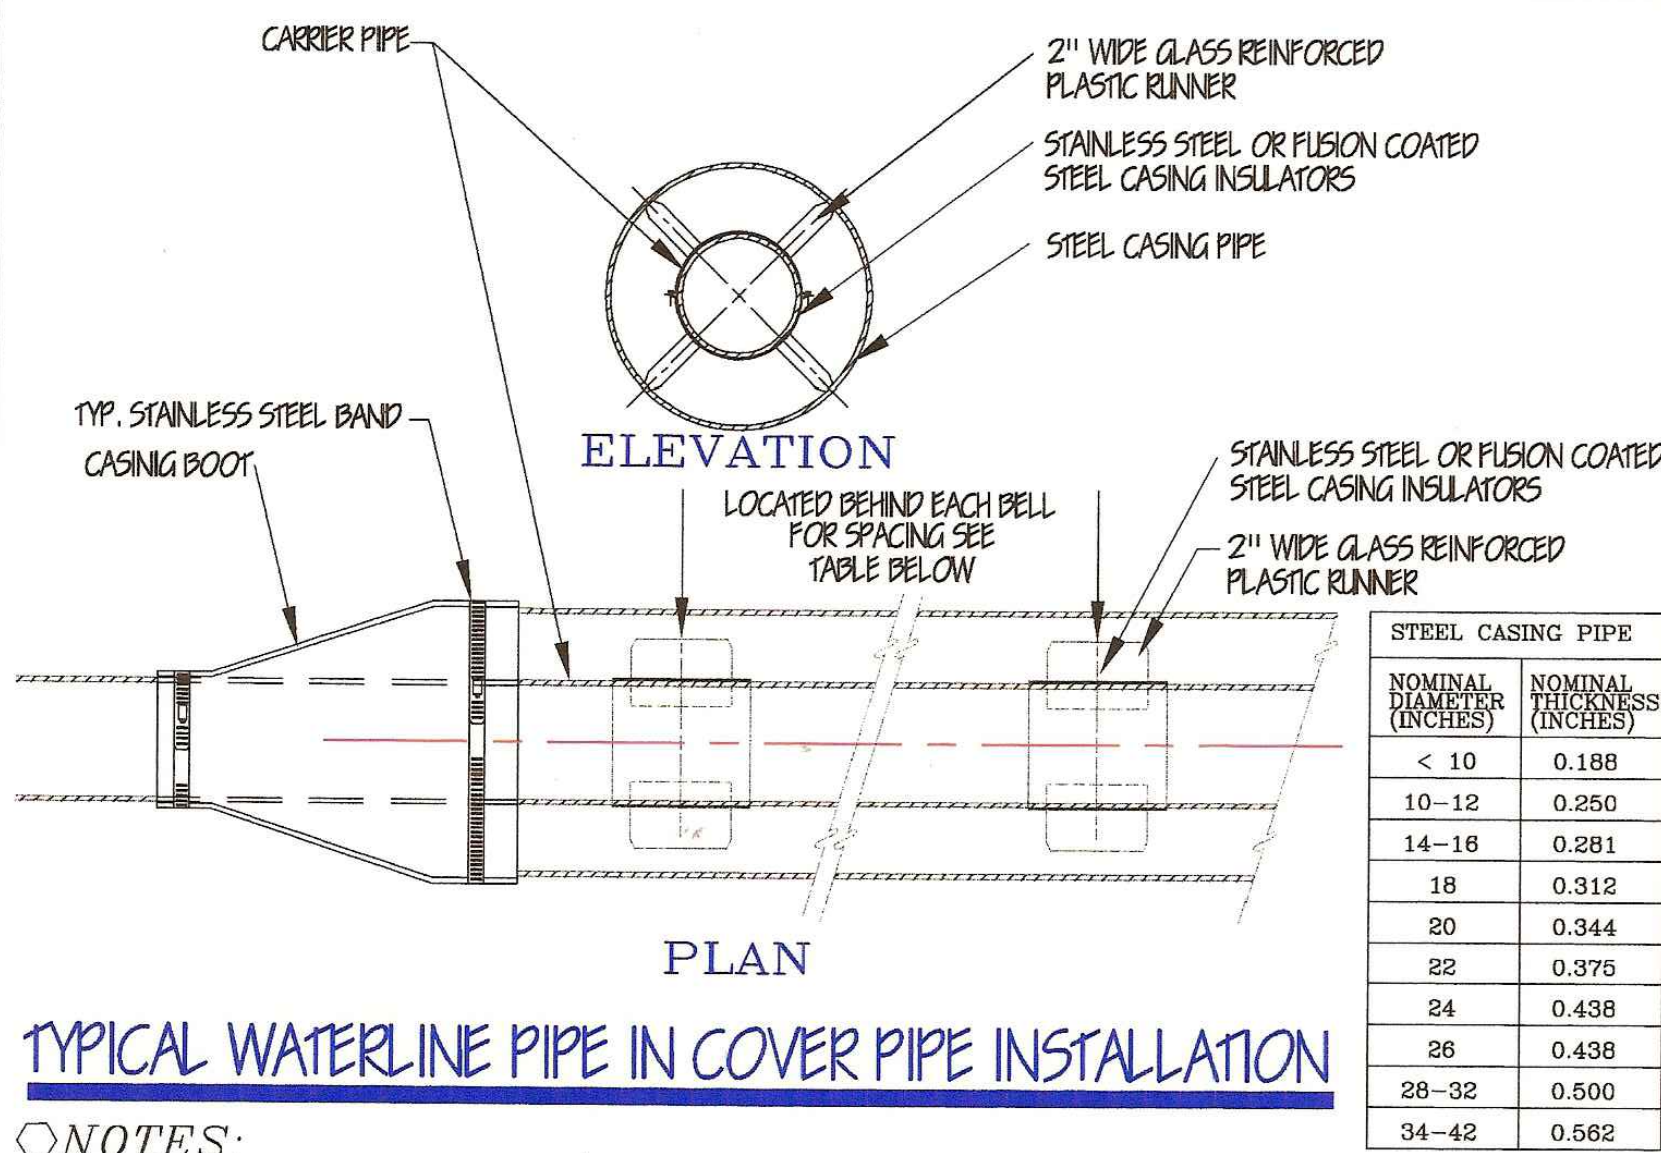 CARRIER PIPE
2" WIDE GLASS REINFORCED
PLASTIC RUNNER
STAINLESS STEEL OR FUSION COATED
STEEL CASING INSULATORS
STEEL CASING PIPE
TYP. STAINLESS STEEL BAND
CASINIG BOOT
ELEVATION
LOCATED BEHIND EACH BELL
FOR SPACING SEE
TABLE BELOW
STAINLESS STEEL OR FUSION COATED
STEEL CASING INSULATORS
2" WIDE GLASS REINFORCED
PLASTIC RUNNER
PLAN
STEEL CASING PIPE
NOMINAL DIAMETER (INCHES) NOMINAL THICKNESS (INCHES)
< 10 0.188
10-12 0.250
14-16 0.281
18 0.312
20 0.344
22 0.375
24 0.438
26 0.438
28-32 0.500
34-42 0.562
TYPICAL WATERLINE PIPE IN COVER PIPE INSTALLATION
NOTES: